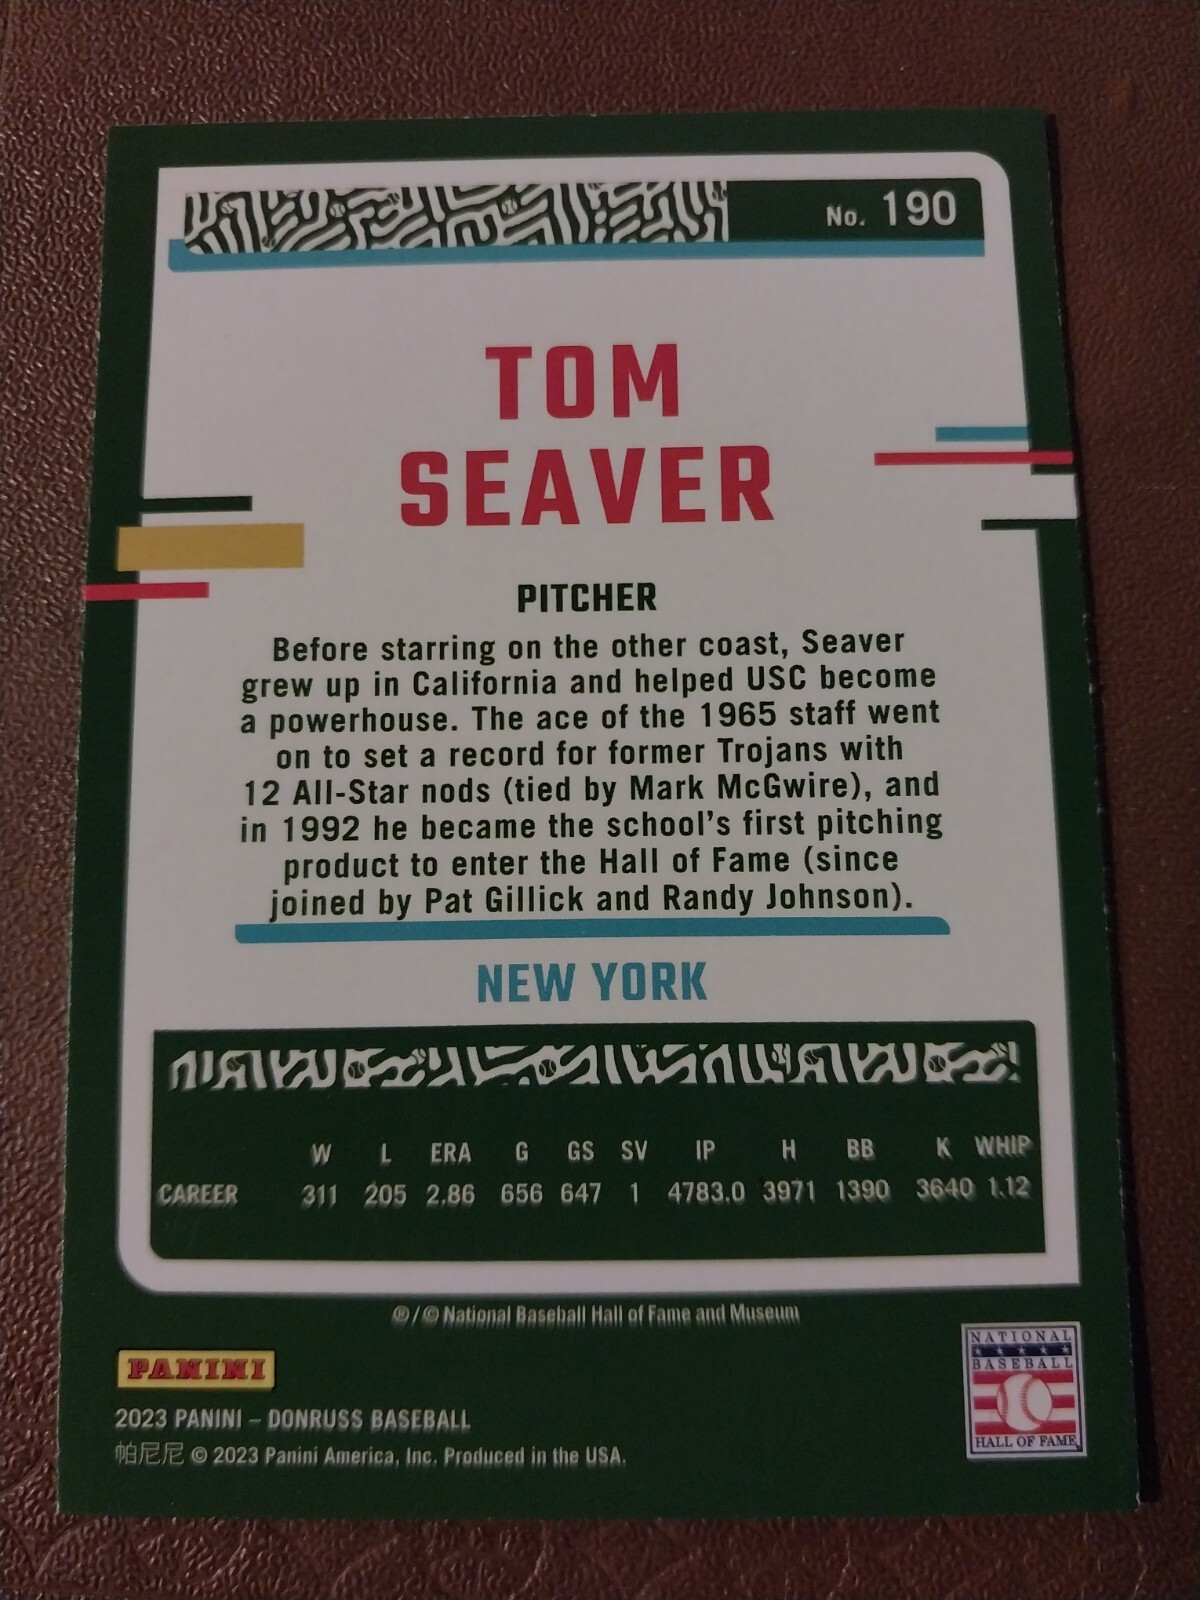 No. 190
TOM
SEAVER
PITCHER
Before starring on the other coast, Seaver
grew up in California and helped USC become
a powerhouse. The ace of the 1965 staff went
on to set a record for former Trojans with
12 All-Star nods (tied by Mark McGwire), and
in 1992 he became the school's first pitching
product to enter the Hall of Fame (since
joined by Pat Gillick and Randy Johnson).
NEW YORK
W L ERA G GS SV IP H BB K WHIP
CAREER 311 205 2.86 656 647 1 4783.0 3971 1390 3640 1.12
® / © National Baseball Hall of Fame and Museum
PANINI
2023 PANINI – DONRUSS BASEBALL
帕尼尼 © 2023 Panini America, Inc. Produced in the USA.
NATIONAL
BASEBALL
HALL OF FAME